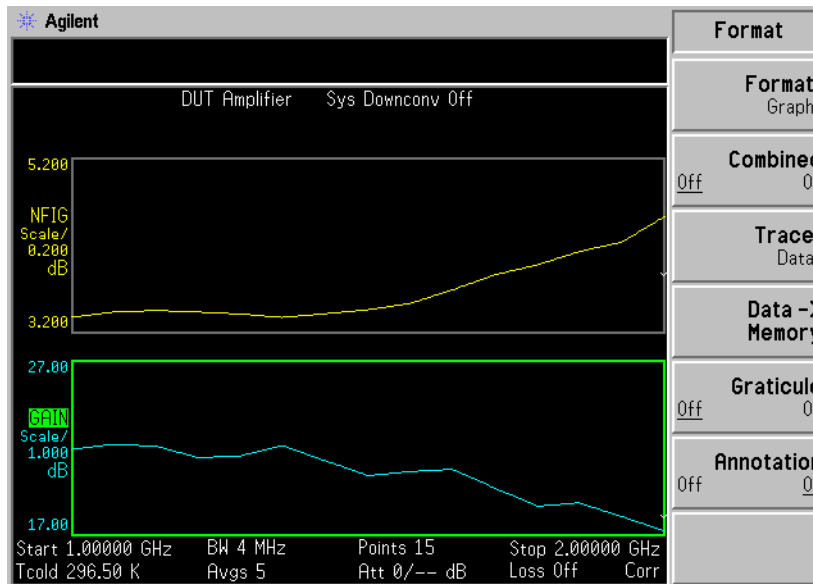 Agilent
Format
DUT Amplifier Sys Downconv Off
Format
Graph
5.200
NFIG
Scale/
0.200
dB
3.200
Combined
Off O
Trace
Data
Data ->
Memory
27.00
GAIN
Scale/
1.000
dB
17.00
Graticule
Off O
Annotation
Off O
Start 1.00000 GHz BW 4 MHz Points 15 Stop 2.00000 GHz
Tcold 296.50 K Avgs 5 Att 0/-- dB Loss Off Corr